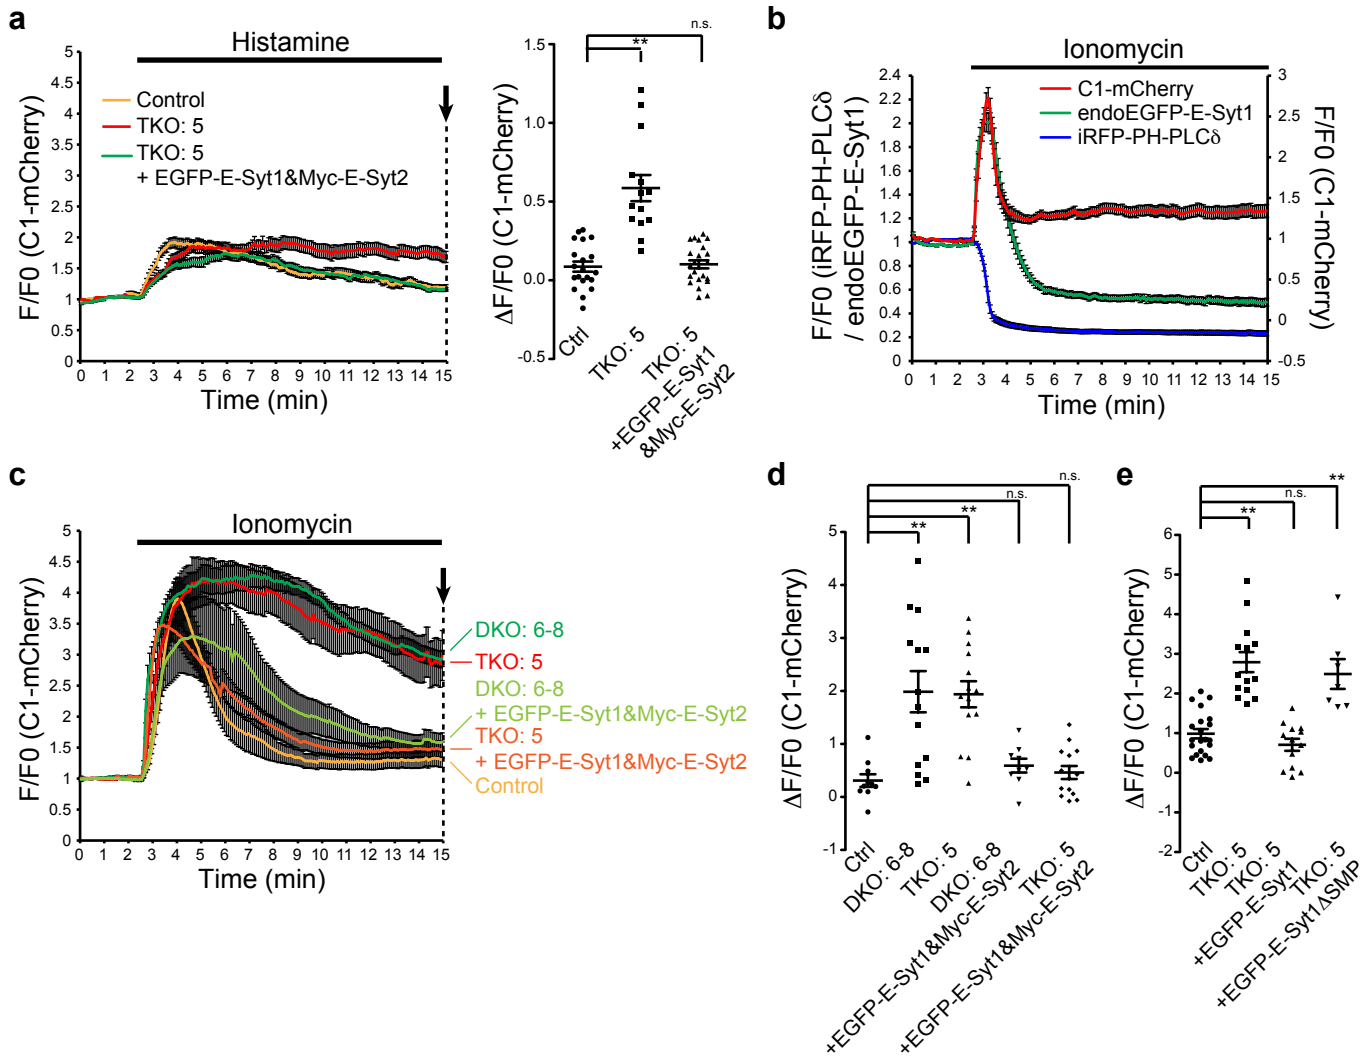 a
Histamine
F/F0 (C1-mCherry)
5
4.5
4
3.5
3
2.5
2
1.5
1
0.5
0
Control
TKO: 5
TKO: 5
+ EGFP-E-Syt1&Myc-E-Syt2
0 1 2 3 4 5 6 7 8 9 10 11 12 13 14 15
Time (min)
n.s.
**
ΔF/F0 (C1-mCherry)
1.5
1.0
0.5
0.0
-0.5
Ctrl
TKO: 5
TKO: 5
+EGFP-E-Syt1
&Myc-E-Syt2
b
Ionomycin
F/F0 (iRFP-PH-PLCδ
/ endoEGFP-E-Syt1)
2.4
2.2
2.0
1.8
1.6
1.4
1.2
1.0
0.8
0.6
0.4
0.2
C1-mCherry
endoEGFP-E-Syt1
iRFP-PH-PLCδ
3
2.5
2
1.5
1
0.5
0
-0.5
F/F0 (C1-mCherry)
0 1 2 3 4 5 6 7 8 9 10 11 12 13 14 15
Time (min)
c
Ionomycin
F/F0 (C1-mCherry)
5
4.5
4
3.5
3
2.5
2
1.5
1
0.5
0
0 1 2 3 4 5 6 7 8 9 10 11 12 13 14 15
Time (min)
DKO: 6-8
TKO: 5
DKO: 6-8
+ EGFP-E-Syt1&Myc-E-Syt2
TKO: 5
+ EGFP-E-Syt1&Myc-E-Syt2
Control
d
n.s.
n.s.
**
**
ΔF/F0 (C1-mCherry)
5
4
3
2
1
0
-1
Ctrl
DKO: 6-8
TKO: 5
DKO: 6-8
+EGFP-E-Syt1&Myc-E-Syt2
TKO: 5
+EGFP-E-Syt1&Myc-E-Syt2
e
**
n.s.
**
ΔF/F0 (C1-mCherry)
6
5
4
3
2
1
0
-1
-2
Ctrl
TKO: 5
TKO: 5
+EGFP-E-Syt1
TKO: 5
+EGFP-E-Syt1ΔSMP